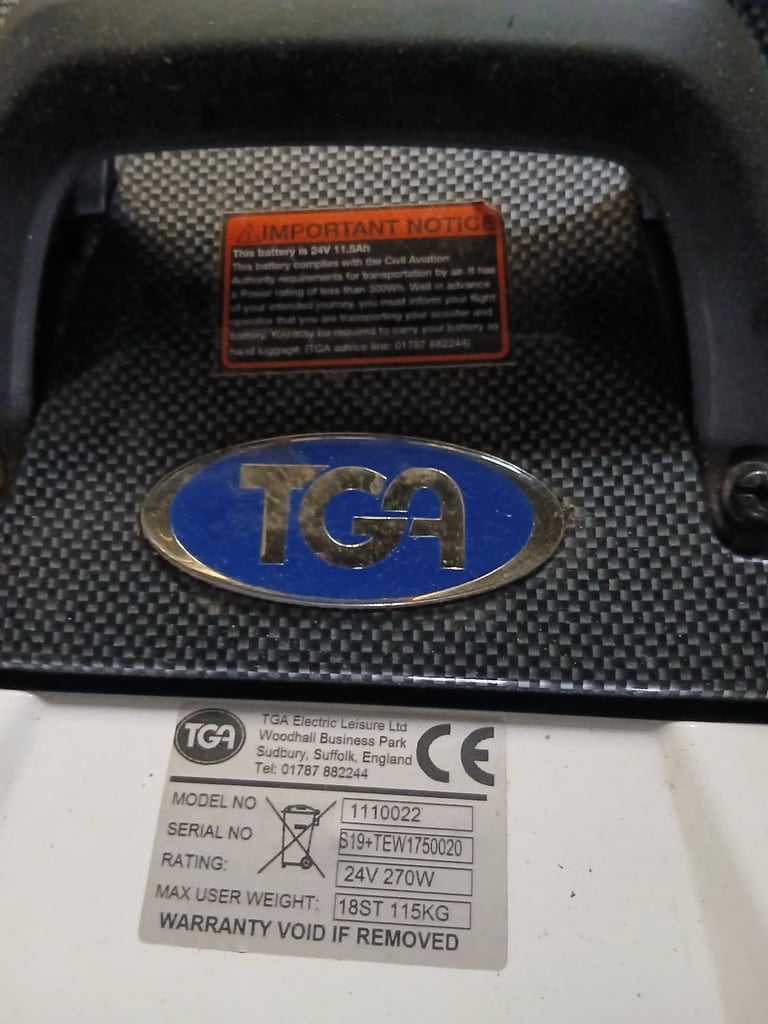 IMPORTANT NOTICE
This battery is 24V 11.5Ah
This battery complies with the Civil Aviation
Authority requirements for transportation by air. It has
a Power rating of less than 300Wh. Well in advance
of your intended journey, you must inform your flight
operator that you are transporting your scooter and
battery. You may be required to carry your battery as
hand luggage. (TGA advice line: 01787 882244)
TGA
TGA
TGA Electric Leisure Ltd
Woodhall Business Park
Sudbury, Suffolk, England
Tel: 01787 882244
CE
MODEL NO 1110022
SERIAL NO S19+TEW1750020
RATING: 24V 270W
MAX USER WEIGHT: 18ST 115KG
WARRANTY VOID IF REMOVED